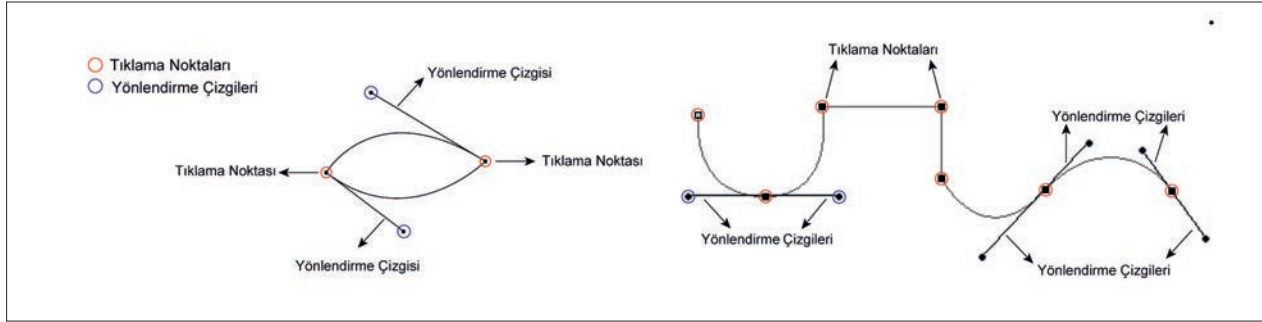 Tıklama Noktaları
Yönlendirme Çizgileri
Yönlendirme Çizgisi
Tıklama Noktası
Tıklama Noktası
Yönlendirme Çizgisi
Tıklama Noktaları
Yönlendirme Çizgileri
Yönlendirme Çizgileri
Yönlendirme Çizgileri